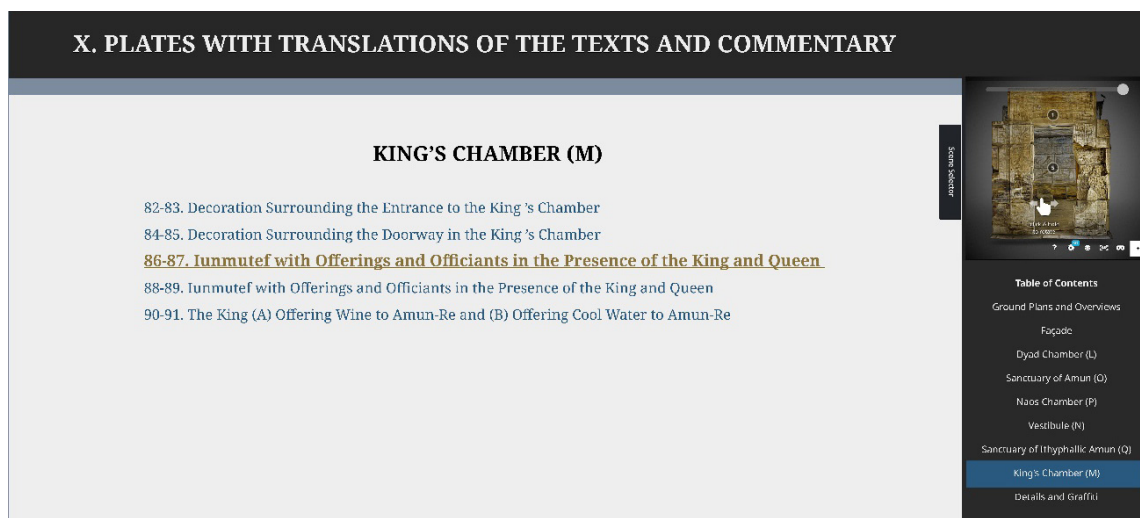 X. PLATES WITH TRANSLATIONS OF THE TEXTS AND COMMENTARY
KING'S CHAMBER (M)
82-83. Decoration Surrounding the Entrance to the King 's Chamber
84-85. Decoration Surrounding the Doorway in the King 's Chamber
86-87. Iunmutef with Offerings and Officiants in the Presence of the King and Queen
88-89. Iunmutef with Offerings and Officiants in the Presence of the King and Queen
90-91. The King (A) Offering Wine to Amun-Re and (B) Offering Cool Water to Amun-Re
Scene Selector
to rotate
?
Table of Contents
Ground Plans and Overviews
Façade
Dyad Chamber (L)
Sanctuary of Amun (O)
Naos Chamber (P)
Vestibule (N)
Sanctuary of Ithyphallic Amun (Q)
King's Chamber (M)
Details and Graffiti